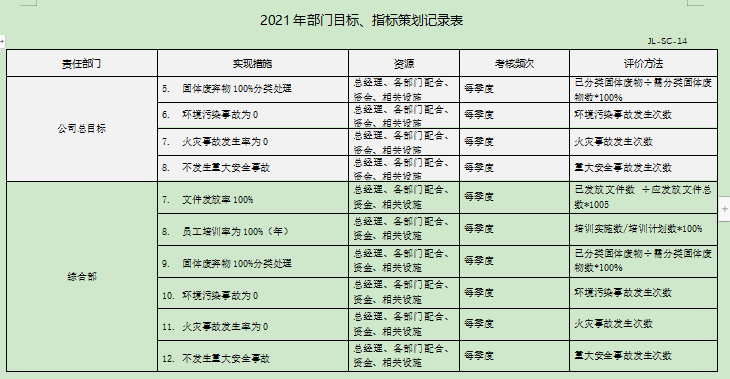 2021年部门目标、指标策划记录表
JL-SC-14
责任部门 实现措施 资源 考核频次 评价方法
公司总目标
5. 固体废弃物100%分类处理 总经理、各部门配合、资金、相关设施 每季度 已分类固体废物÷需分类固体废物数*100%
6. 环境污染事故为0 总经理、各部门配合、资金、相关设施 每季度 环境污染事故发生次数
7. 火灾事故发生率为0 总经理、各部门配合、资金、相关设施 每季度 火灾事故发生次数
8. 不发生重大安全事故 总经理、各部门配合、资金、相关设施 每季度 重大安全事故发生次数
综合部
7. 文件发放率100% 总经理、各部门配合、资金、相关设施 每季度 已发放文件数 ÷应发放文件总数*1005
8. 员工培训率为100%（年） 总经理、各部门配合、资金、相关设施 每季度 培训实施数/培训计划数*100%
9. 固体废弃物100%分类处理 总经理、各部门配合、资金、相关设施 每季度 已分类固体废物÷需分类固体废物数*100%
10. 环境污染事故为0 总经理、各部门配合、资金、相关设施 每季度 环境污染事故发生次数
11. 火灾事故发生率为0 总经理、各部门配合、资金、相关设施 每季度 火灾事故发生次数
12. 不发生重大安全事故 总经理、各部门配合、资金、相关设施 每季度 重大安全事故发生次数